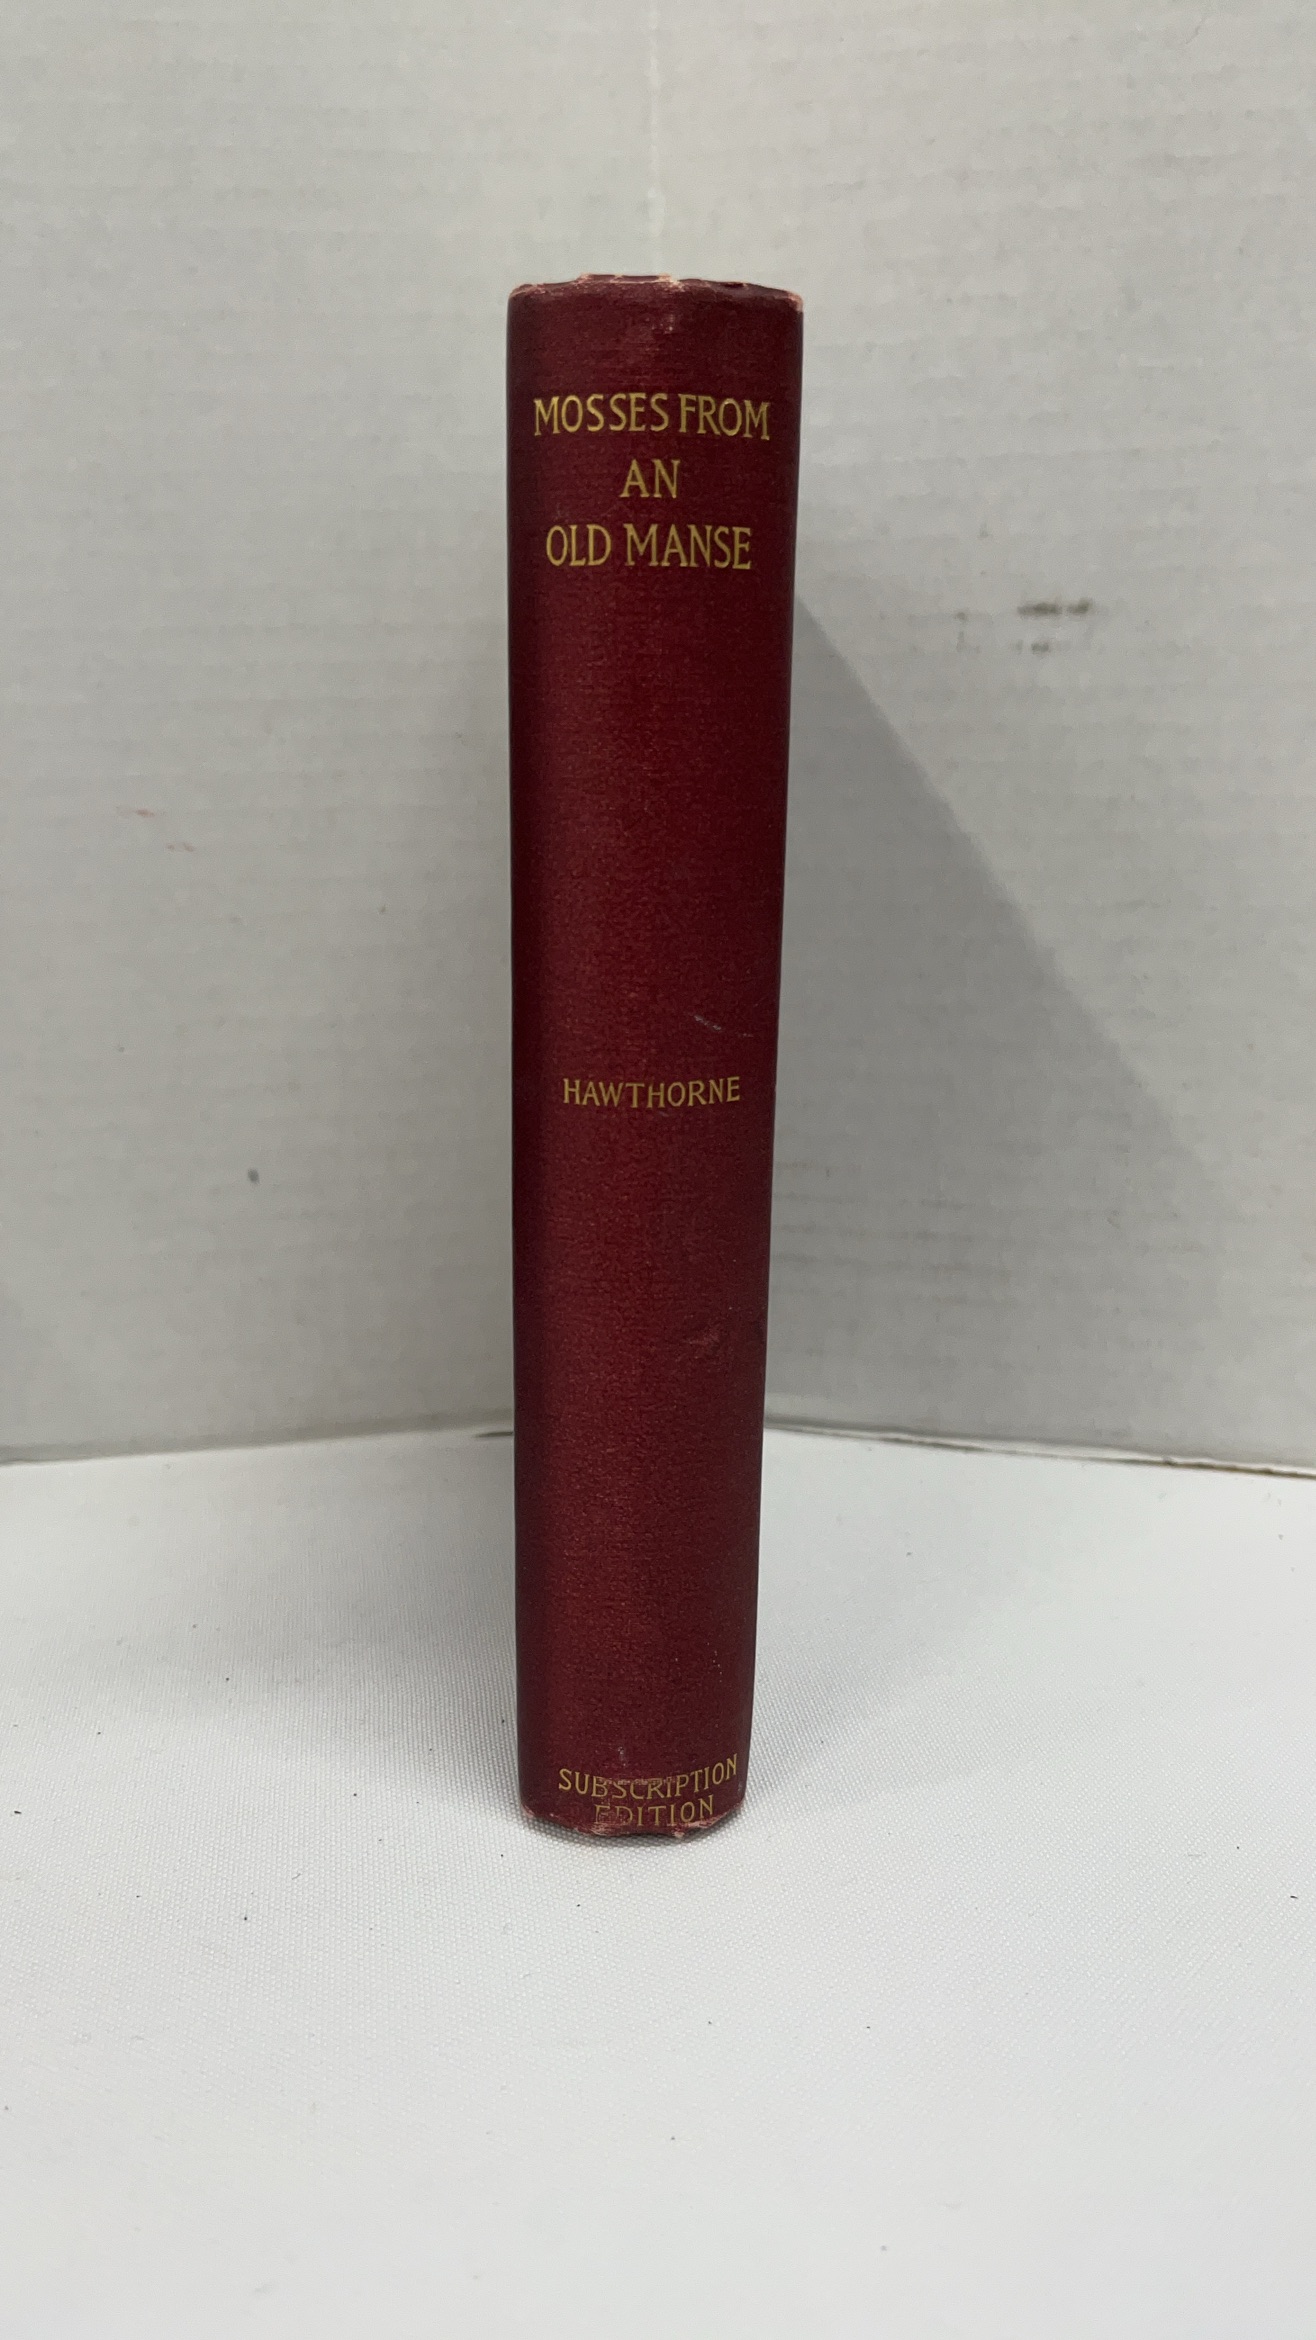 MOSSES FROM
AN
OLD MANSE
HAWTHORNE
SUBSCRIPTION
EDITION